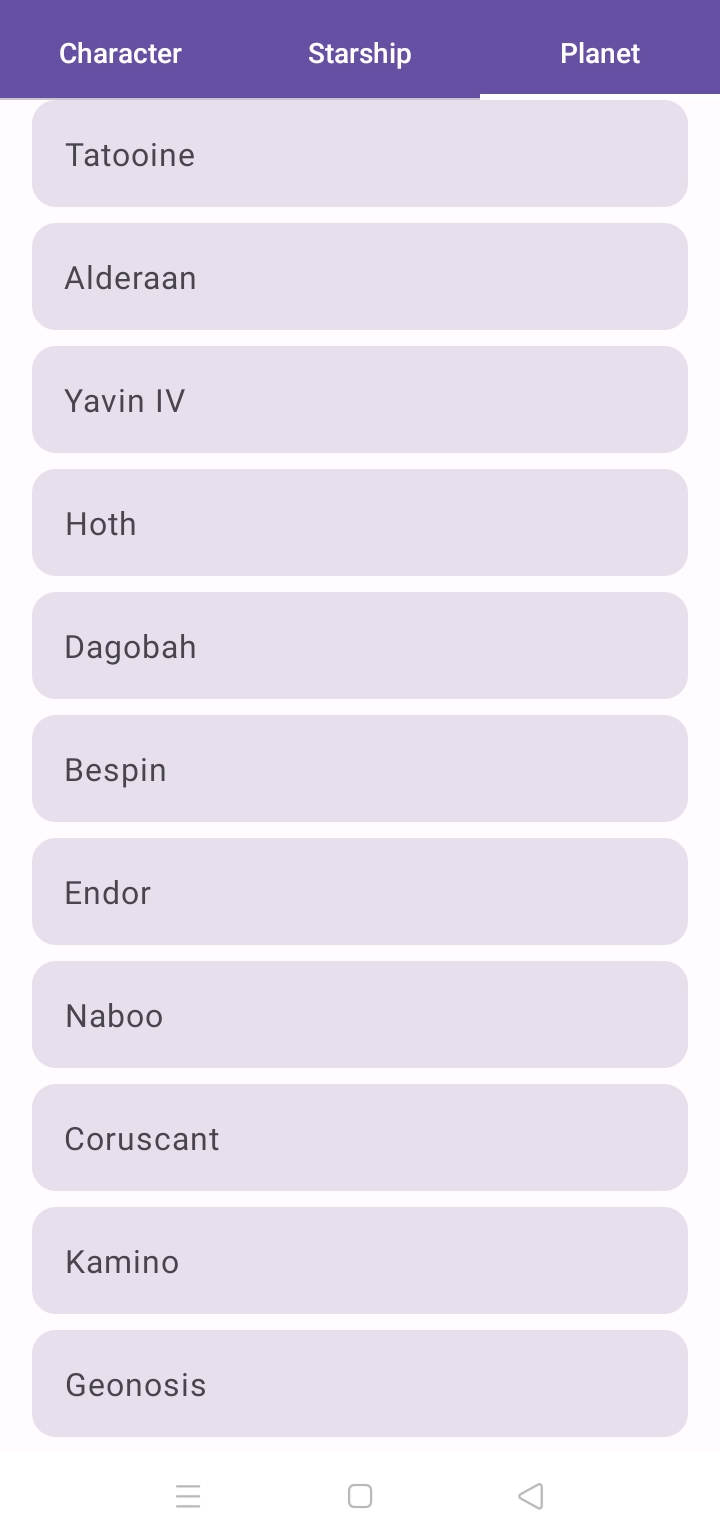 Character Starship Planet
Tatooine
Alderaan
Yavin IV
Hoth
Dagobah
Bespin
Endor
Naboo
Coruscant
Kamino
Geonosis